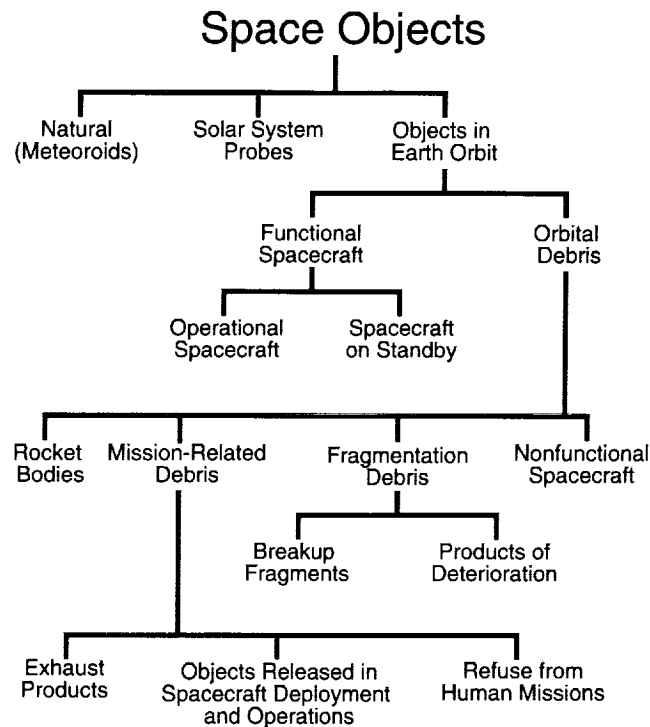 Space Objects
Natural
(Meteoroids)
Solar System
Probes
Objects in
Earth Orbit
Functional
Spacecraft
Orbital
Debris
Operational
Spacecraft
Spacecraft
on Standby
Rocket
Bodies
Mission-Related
Debris
Fragmentation
Debris
Nonfunctional
Spacecraft
Breakup
Fragments
Products of
Deterioration
Exhaust
Products
Objects Released in
Spacecraft Deployment
and Operations
Refuse from
Human Missions